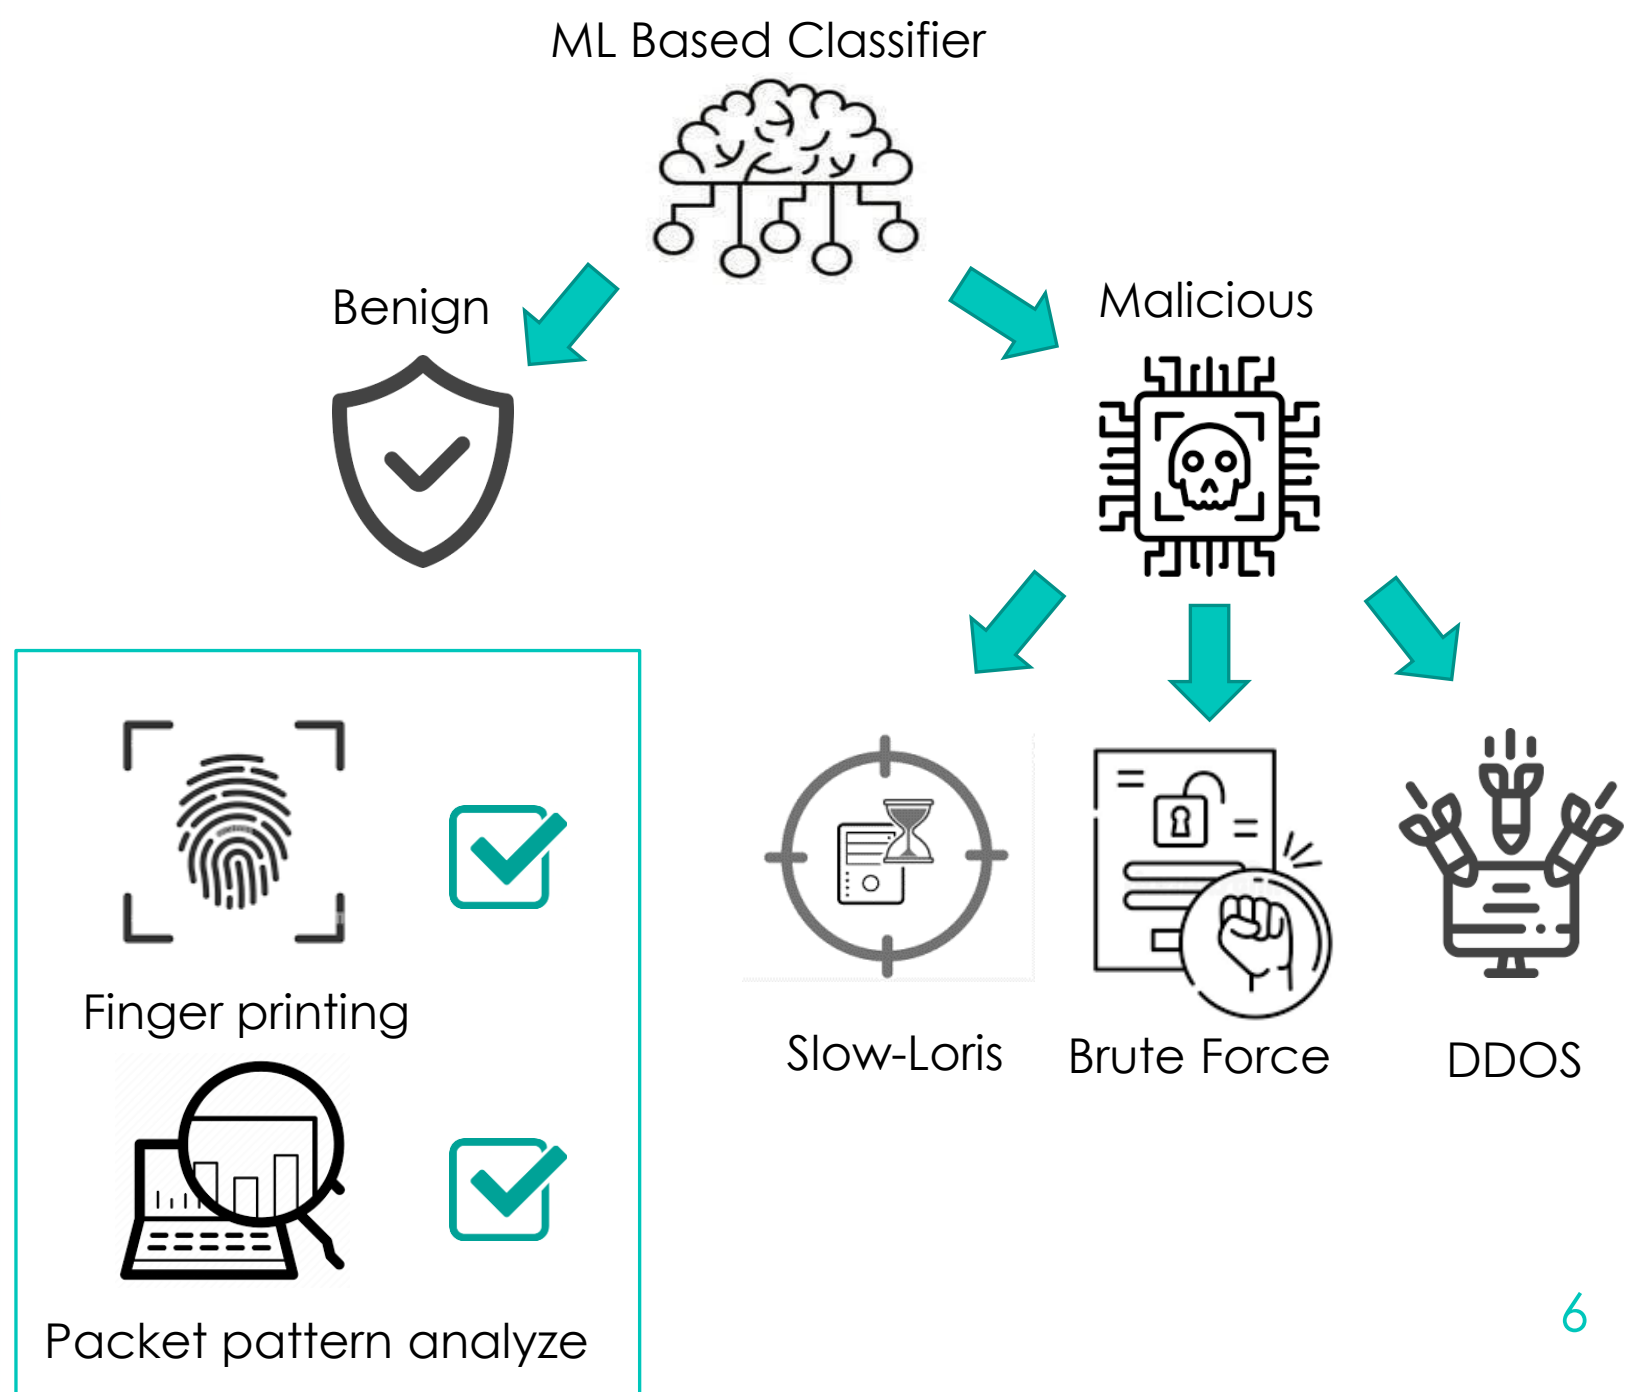 ML Based Classifier
Benign
Malicious
Finger printing
Slow-Loris
Brute Force
DDOS
Packet pattern analyze
6